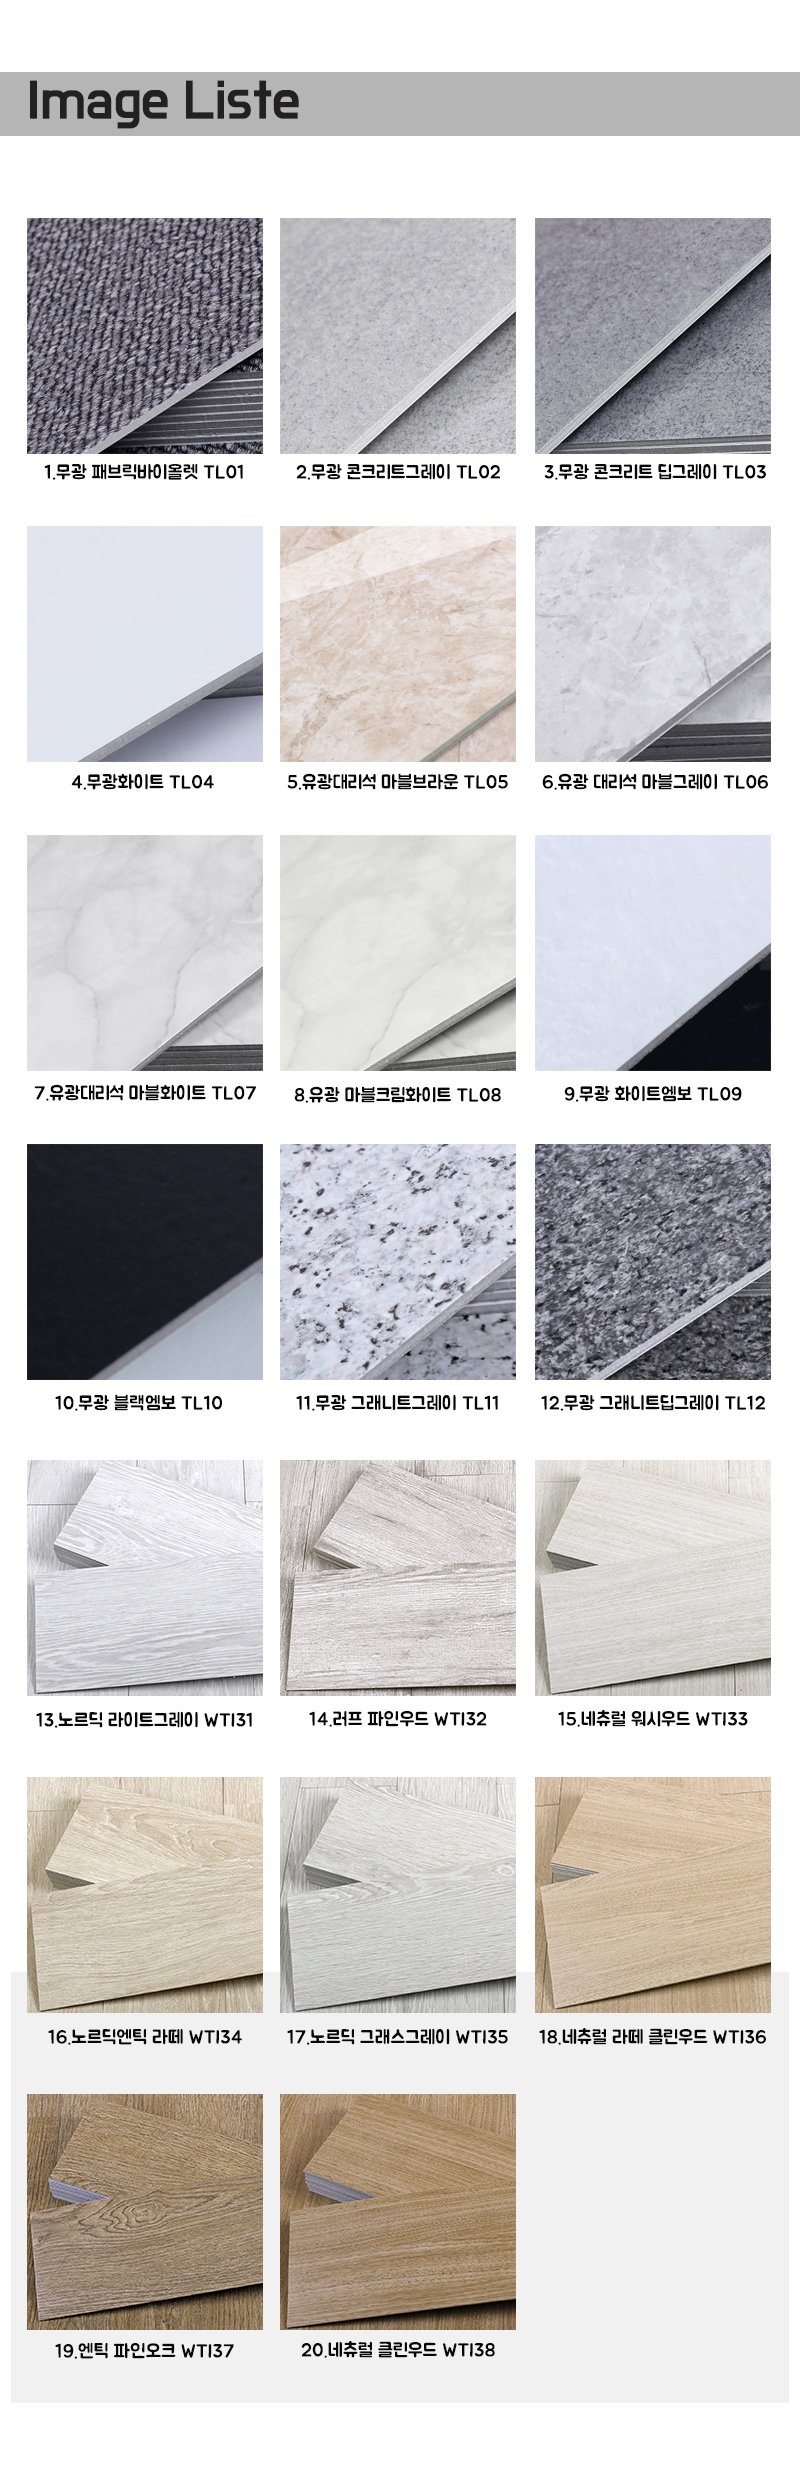 Image Liste
1.무광 패브릭바이올렛 TL01
2.무광 콘크리트그레이 TL02
3.무광 콘크리트 딥그레이 TL03
4.무광화이트 TL04
5.유광대리석 마블브라운 TL05
6.유광 대리석 마블그레이 TL06
7.유광대리석 마블화이트 TL07
8.유광 마블크림화이트 TL08
9.무광 화이트엠보 TL09
10.무광 블랙엠보 TL10
11.무광 그래니트그레이 TL11
12.무광 그래니트딥그레이 TL12
13.노르딕 라이트그레이 WT131
14.러프 파인우드 WT132
15.네츄럴 워시우드 WT133
16.노르딕엔틱 라떼 WT134
17.노르딕 그래스그레이 WT135
18.네츄럴 라떼 클린우드 WT136
19.엔틱 파인오크 WT137
20.네츄럴 클린우드 WT138